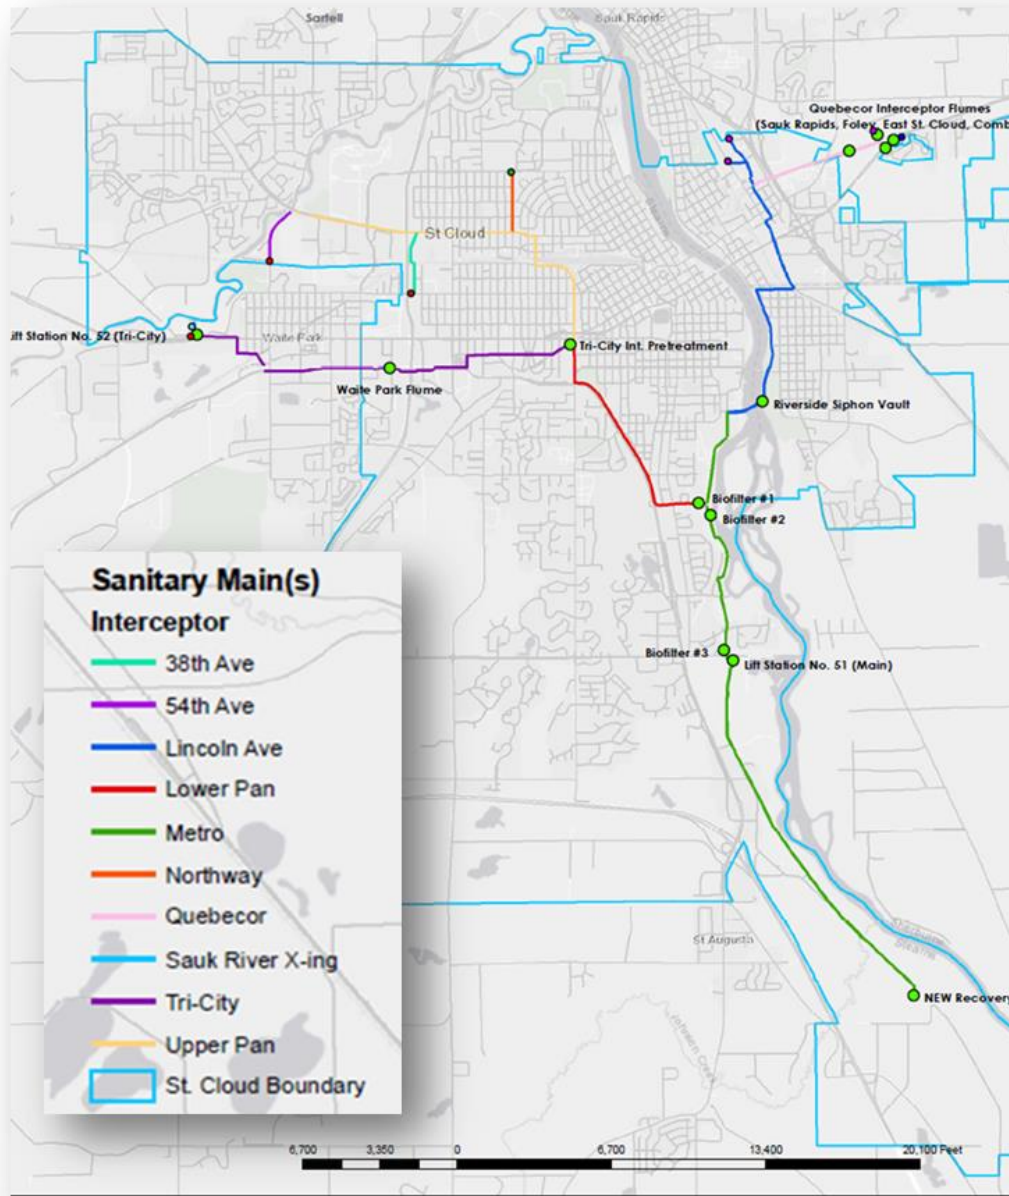 Sartell
Sauk Rapids
Quebecor Interceptor Flumes
(Sauk Rapids, Foley, East St. Cloud, Comb
St Cloud
Lift Station No. 52 (Tri-City)
Waite Park
Tri-City Int. Pretreatment
Waite Park Flume
Riverside Siphon Vault
Biofilter #1
Biofilter #2
Biofilter #3
Lift Station No. 51 (Main)
St Augusta
Sherburne
Stearns
NEW Recovery
Johnson Creek
Sanitary Main(s)
Interceptor
38th Ave
54th Ave
Lincoln Ave
Lower Pan
Metro
Northway
Quebecor
Sauk River X-ing
Tri-City
Upper Pan
St. Cloud Boundary
6,700 3,350 0 6,700 13,400 20,100 Feet